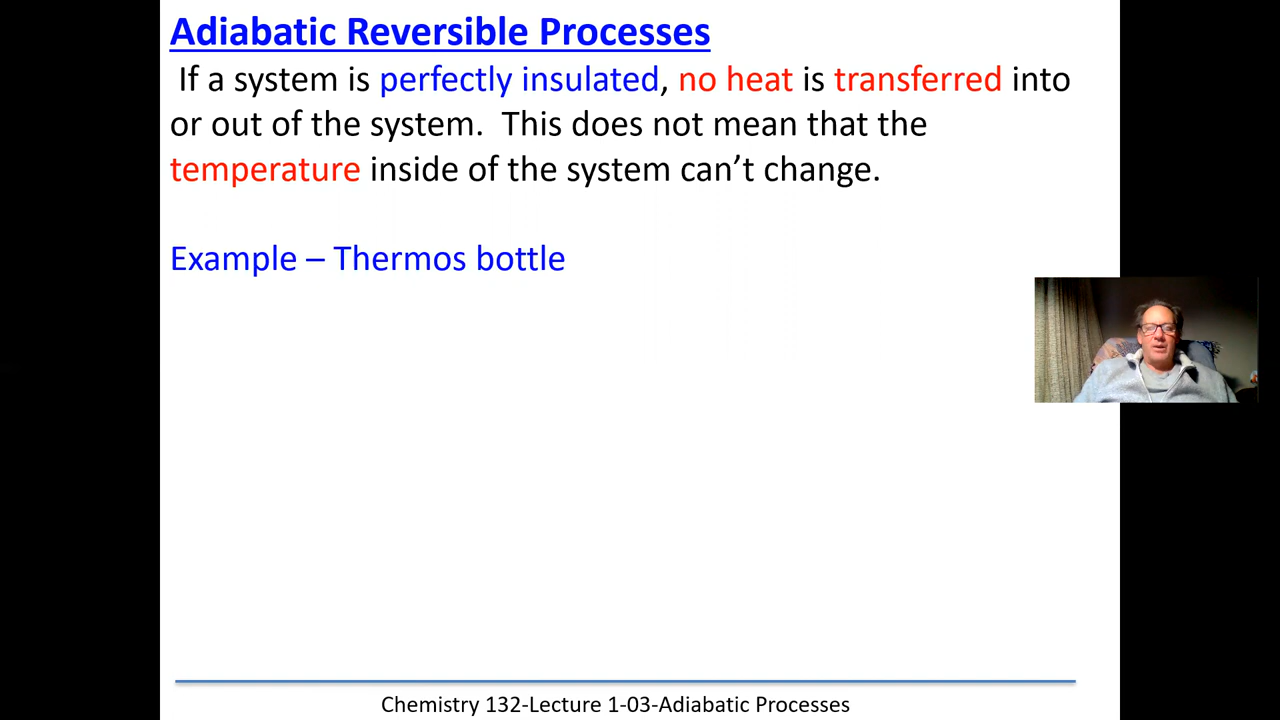 Adiabatic Reversible Processes
If a system is perfectly insulated, no heat is transferred into
or out of the system.  This does not mean that the
temperature inside of the system can’t change.
Example – Thermos bottle
Chemistry 132-Lecture 1-03-Adiabatic Processes